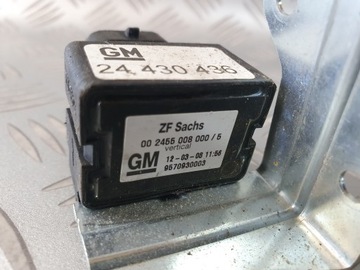 GM
24 430 436
ZF Sachs
00 2455 008 000 / 5
vertical
GM
12-03-08 11:56
9570930003